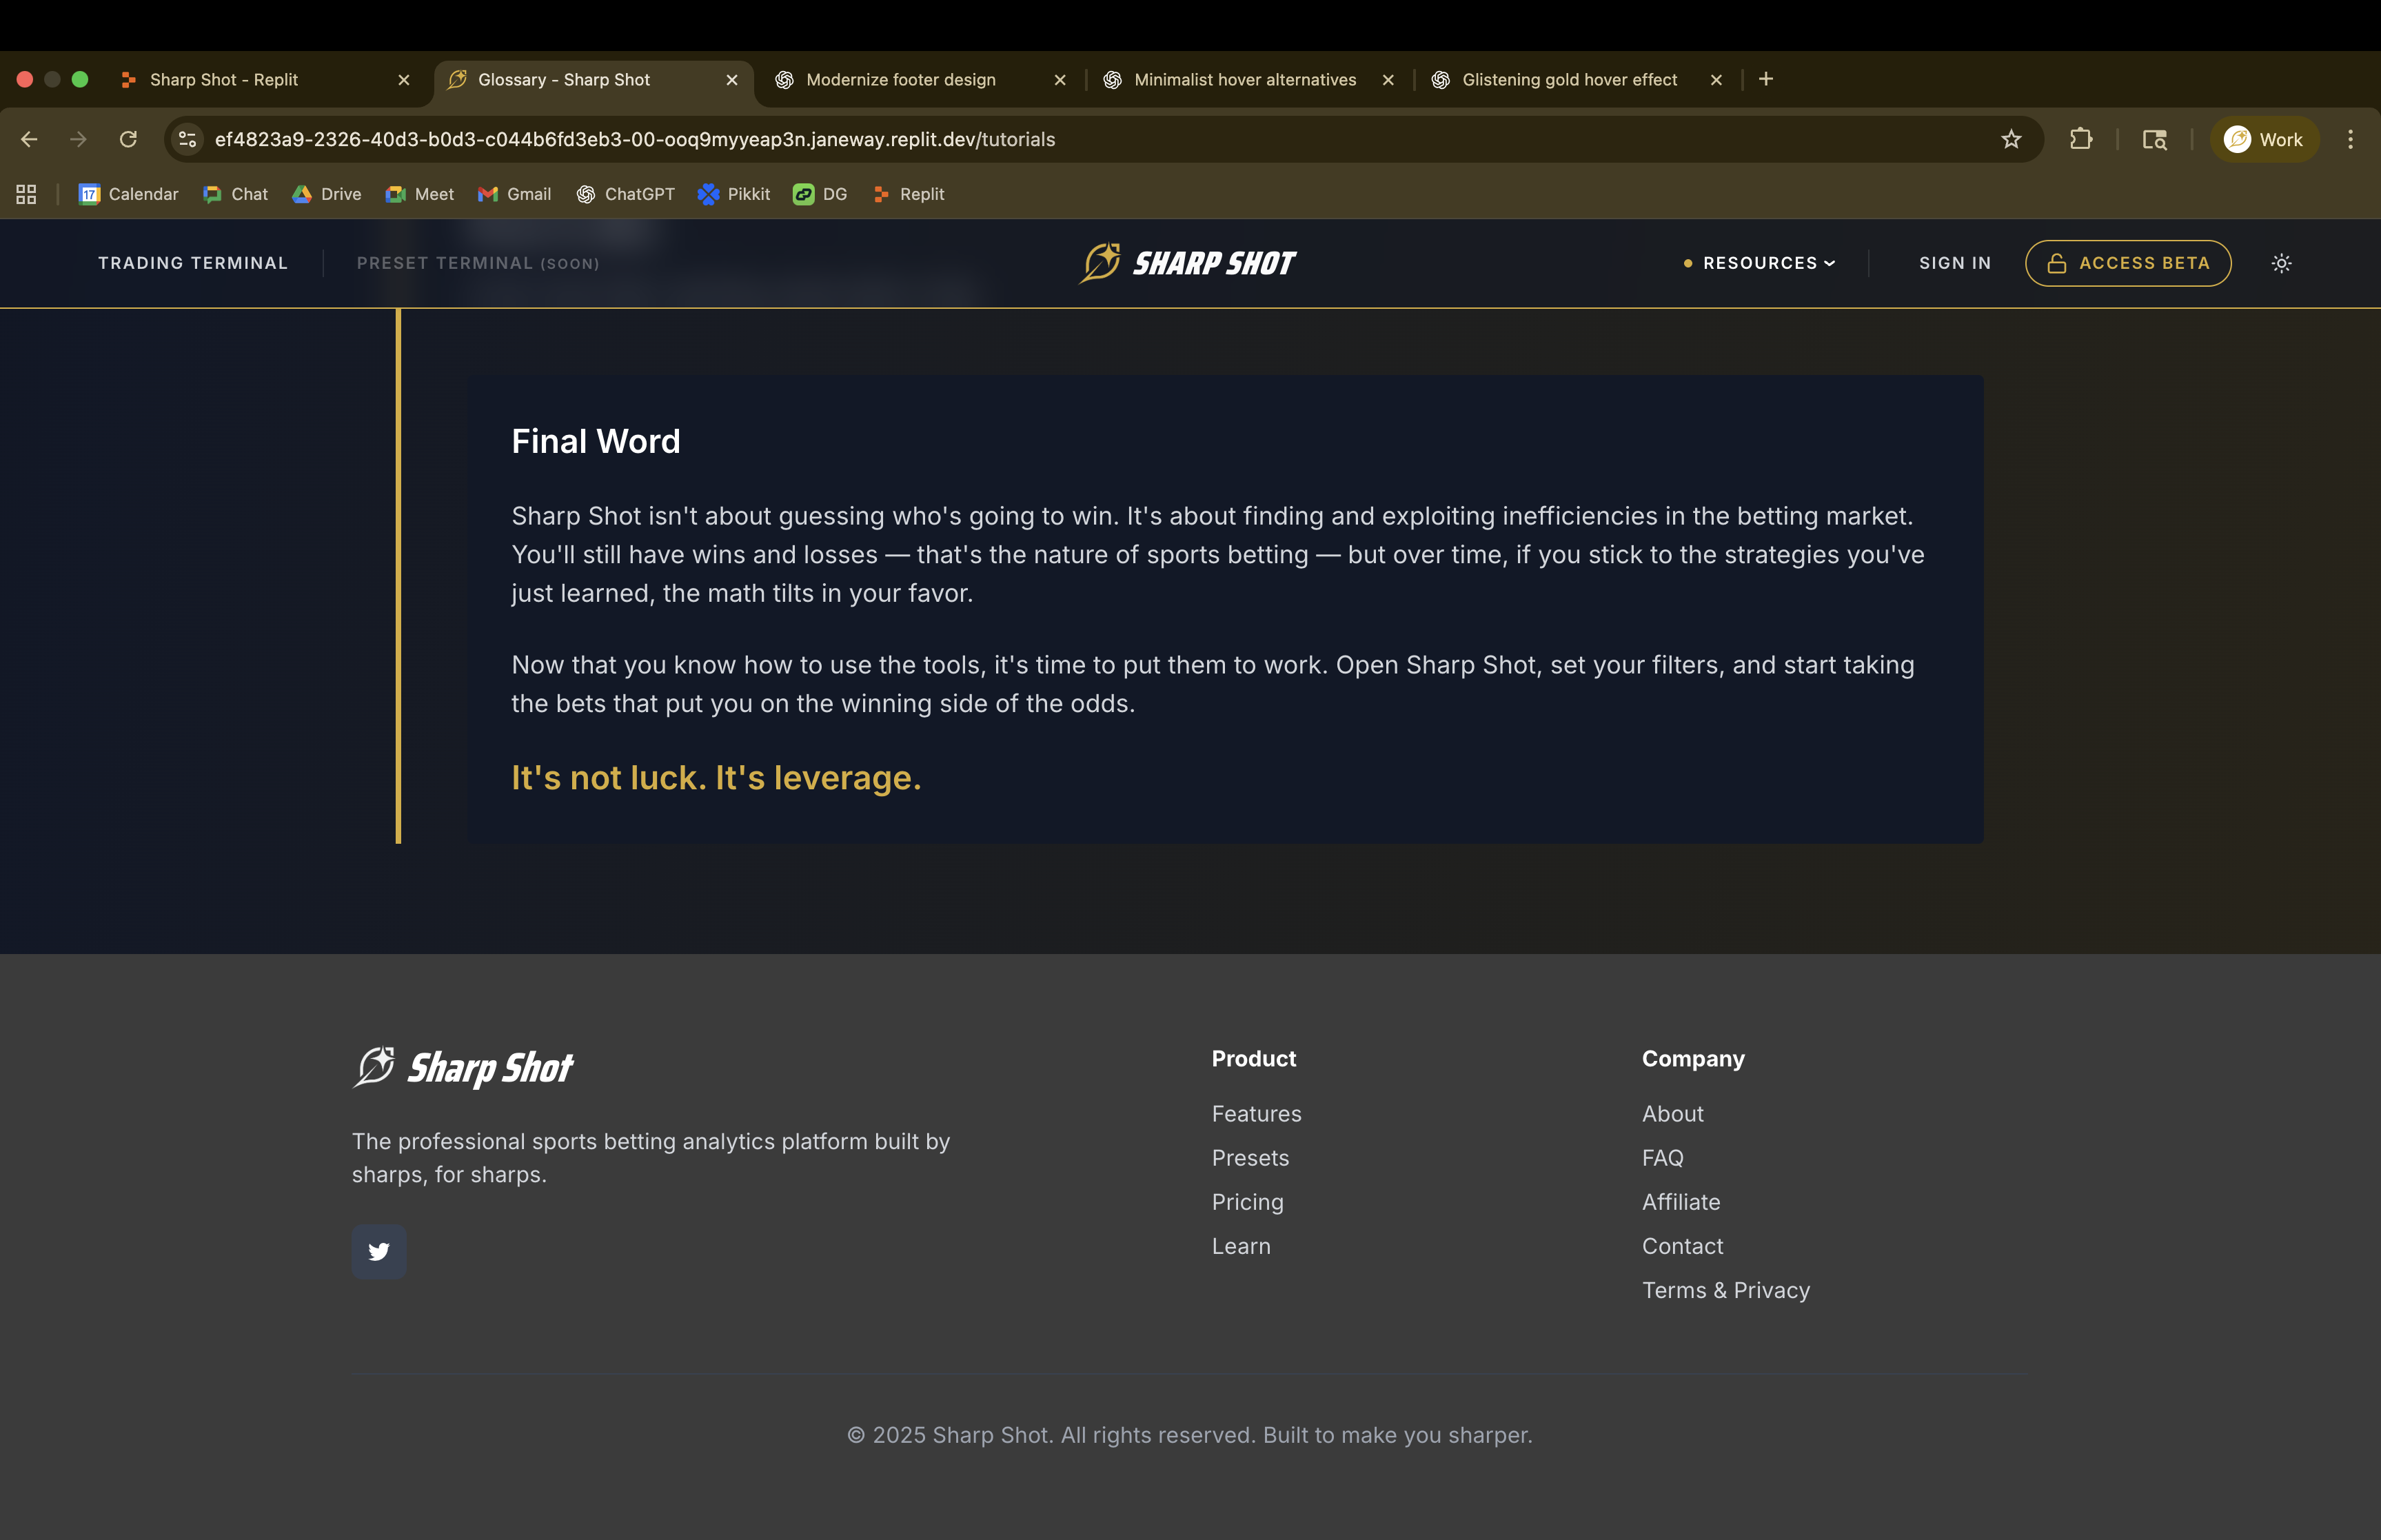 Sharp Shot - Replit
Glossary - Sharp Shot
Modernize footer design
Minimalist hover alternatives
Glistening gold hover effect
ef4823a9-2326-40d3-b0d3-c044b6fd3eb3-00-ooq9myyeap3n.janeway.replit.dev/tutorials
Work
17
Calendar
Chat
Drive
Meet
Gmail
ChatGPT
Pikkit
DG
Replit
TRADING TERMINAL
PRESET TERMINAL (SOON)
SHARP SHOT
RESOURCES
SIGN IN
ACCESS BETA
Final Word
Sharp Shot isn't about guessing who's going to win. It's about finding and exploiting inefficiencies in the betting market.
You'll still have wins and losses — that's the nature of sports betting — but over time, if you stick to the strategies you've
just learned, the math tilts in your favor.
Now that you know how to use the tools, it's time to put them to work. Open Sharp Shot, set your filters, and start taking
the bets that put you on the winning side of the odds.
It's not luck. It's leverage.
Sharp Shot
The professional sports betting analytics platform built by
sharps, for sharps.
Product
Features
Presets
Pricing
Learn
Company
About
FAQ
Affiliate
Contact
Terms & Privacy
© 2025 Sharp Shot. All rights reserved. Built to make you sharper.